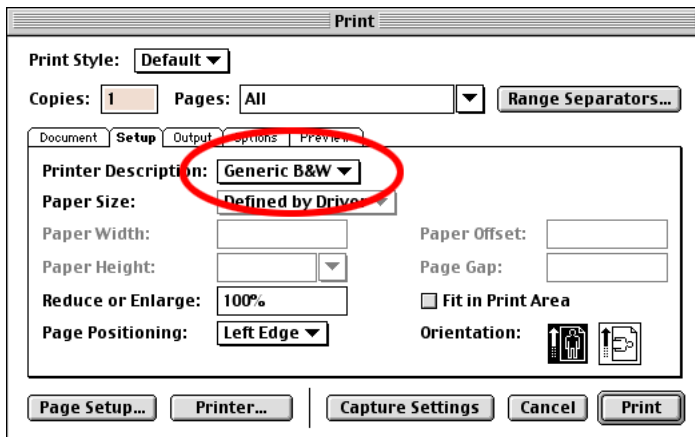 Print
Print Style: Default
Copies: 1 Pages: All Range Separators...
Document Setup Output Options Preview
Printer Description: Generic B&W
Paper Size: Defined by Driver
Paper Width: Paper Offset:
Paper Height: Page Gap:
Reduce or Enlarge: 100% Fit in Print Area
Page Positioning: Left Edge Orientation:
Page Setup... Printer... Capture Settings Cancel Print